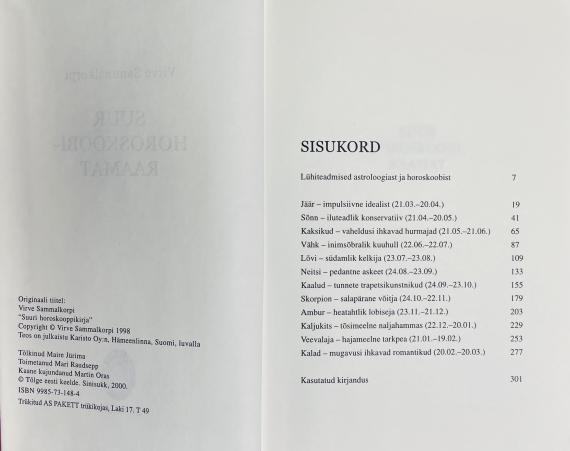 Virve Sammalkorpi
SUUR
HOROSKOOBI-
RAAMAT
Originaali tiitel:
Virve Sammalkorpi
"Suuri horoskooppikirja"
Copyright © Virve Sammalkorpi 1998
Teos on julkaistu Karisto Oy:n, Hämeenlinna, Suomi, luvalla
Tõlkinud Maire Jürima
Toimetanud Mari Raudsepp
Kaane kujundanud Martin Oras
© Tõlge eesti keelde. Sinisukk, 2000.
ISBN 9985-73-148-4
Trükitud AS PAKETT trükikojas, Laki 17. T 49
SISUKORD
Lühiteadmised astroloogiast ja horoskoobist 7
Jäär – impulsiivne idealist (21.03.–20.04.) 19
Sõnn – iluteadlik konservatiiv (21.04.–20.05.) 41
Kaksikud – vaheldusi ihkavad hurmajad (21.05.–21.06.) 65
Vähk – inimsõbralik kuuhull (22.06.–22.07.) 87
Lõvi – südamlik kelkija (23.07.–23.08.) 109
Neitsi – pedantne askeet (24.08.–23.09.) 133
Kaalud – tunnete trapetsikunstnikud (24.09.–23.10.) 155
Skorpion – salapärane võitja (24.10.–22.11.) 179
Ambur – heatahtlik lobiseja (23.11.–21.12.) 203
Kaljukits – tõsimeelne naljahammas (22.12.–20.01.) 229
Veevalaja – hajameelne tarkpea (21.01.–19.02.) 253
Kalad – mugavusi ihkavad romantikud (20.02.–20.03.) 277
Kasutatud kirjandus 301